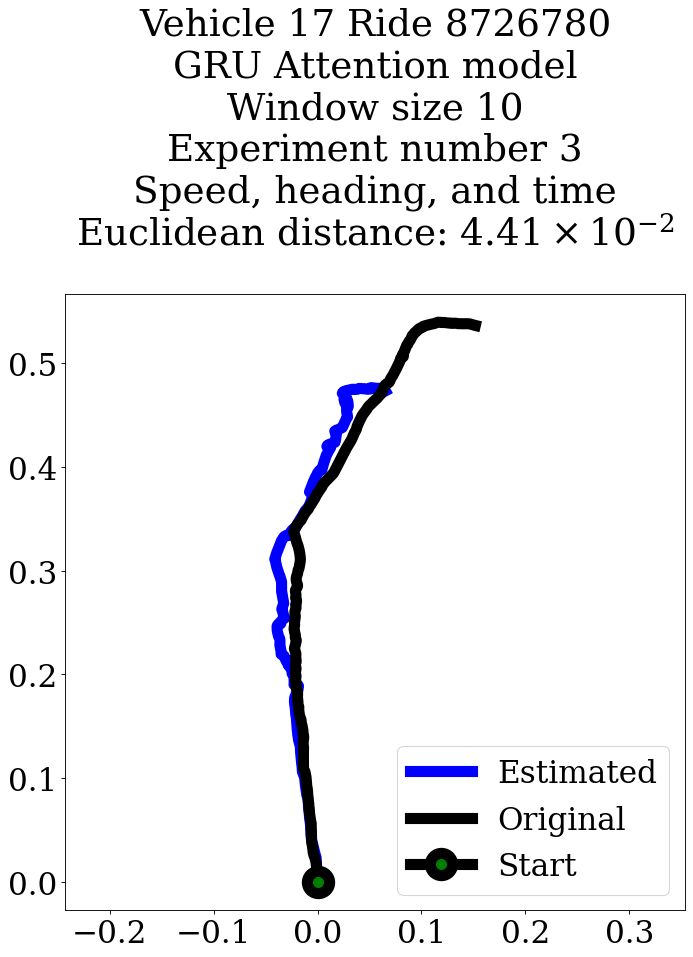 Vehicle 17 Ride 8726780
GRU Attention model
Window size 10
Experiment number 3
Speed, heading, and time
Euclidean distance: 4.41 × 10⁻²
0.5
0.4
0.3
0.2
0.1
0.0
Estimated
Original
Start
−0.2 −0.1 0.0 0.1 0.2 0.3